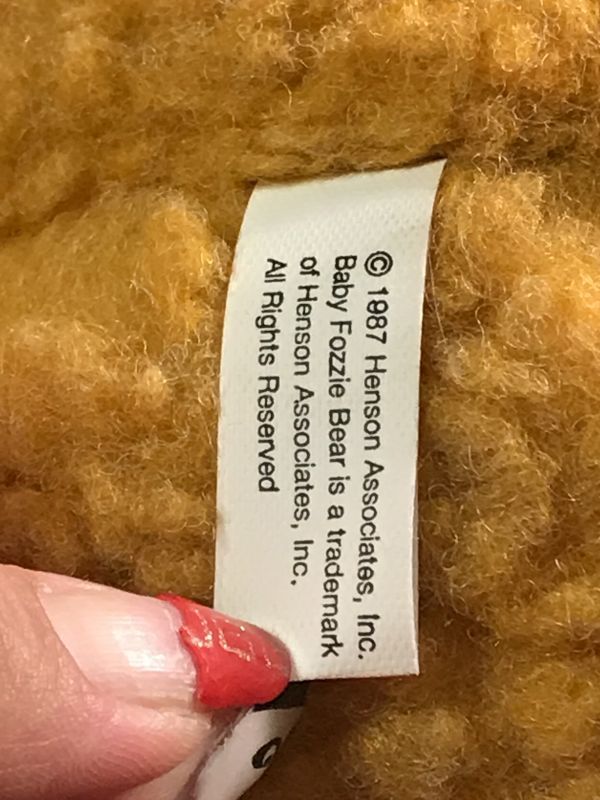 © 1987 Henson Associates, Inc.
Baby Fozzie Bear is a trademark
of Henson Associates, Inc.
All Rights Reserved